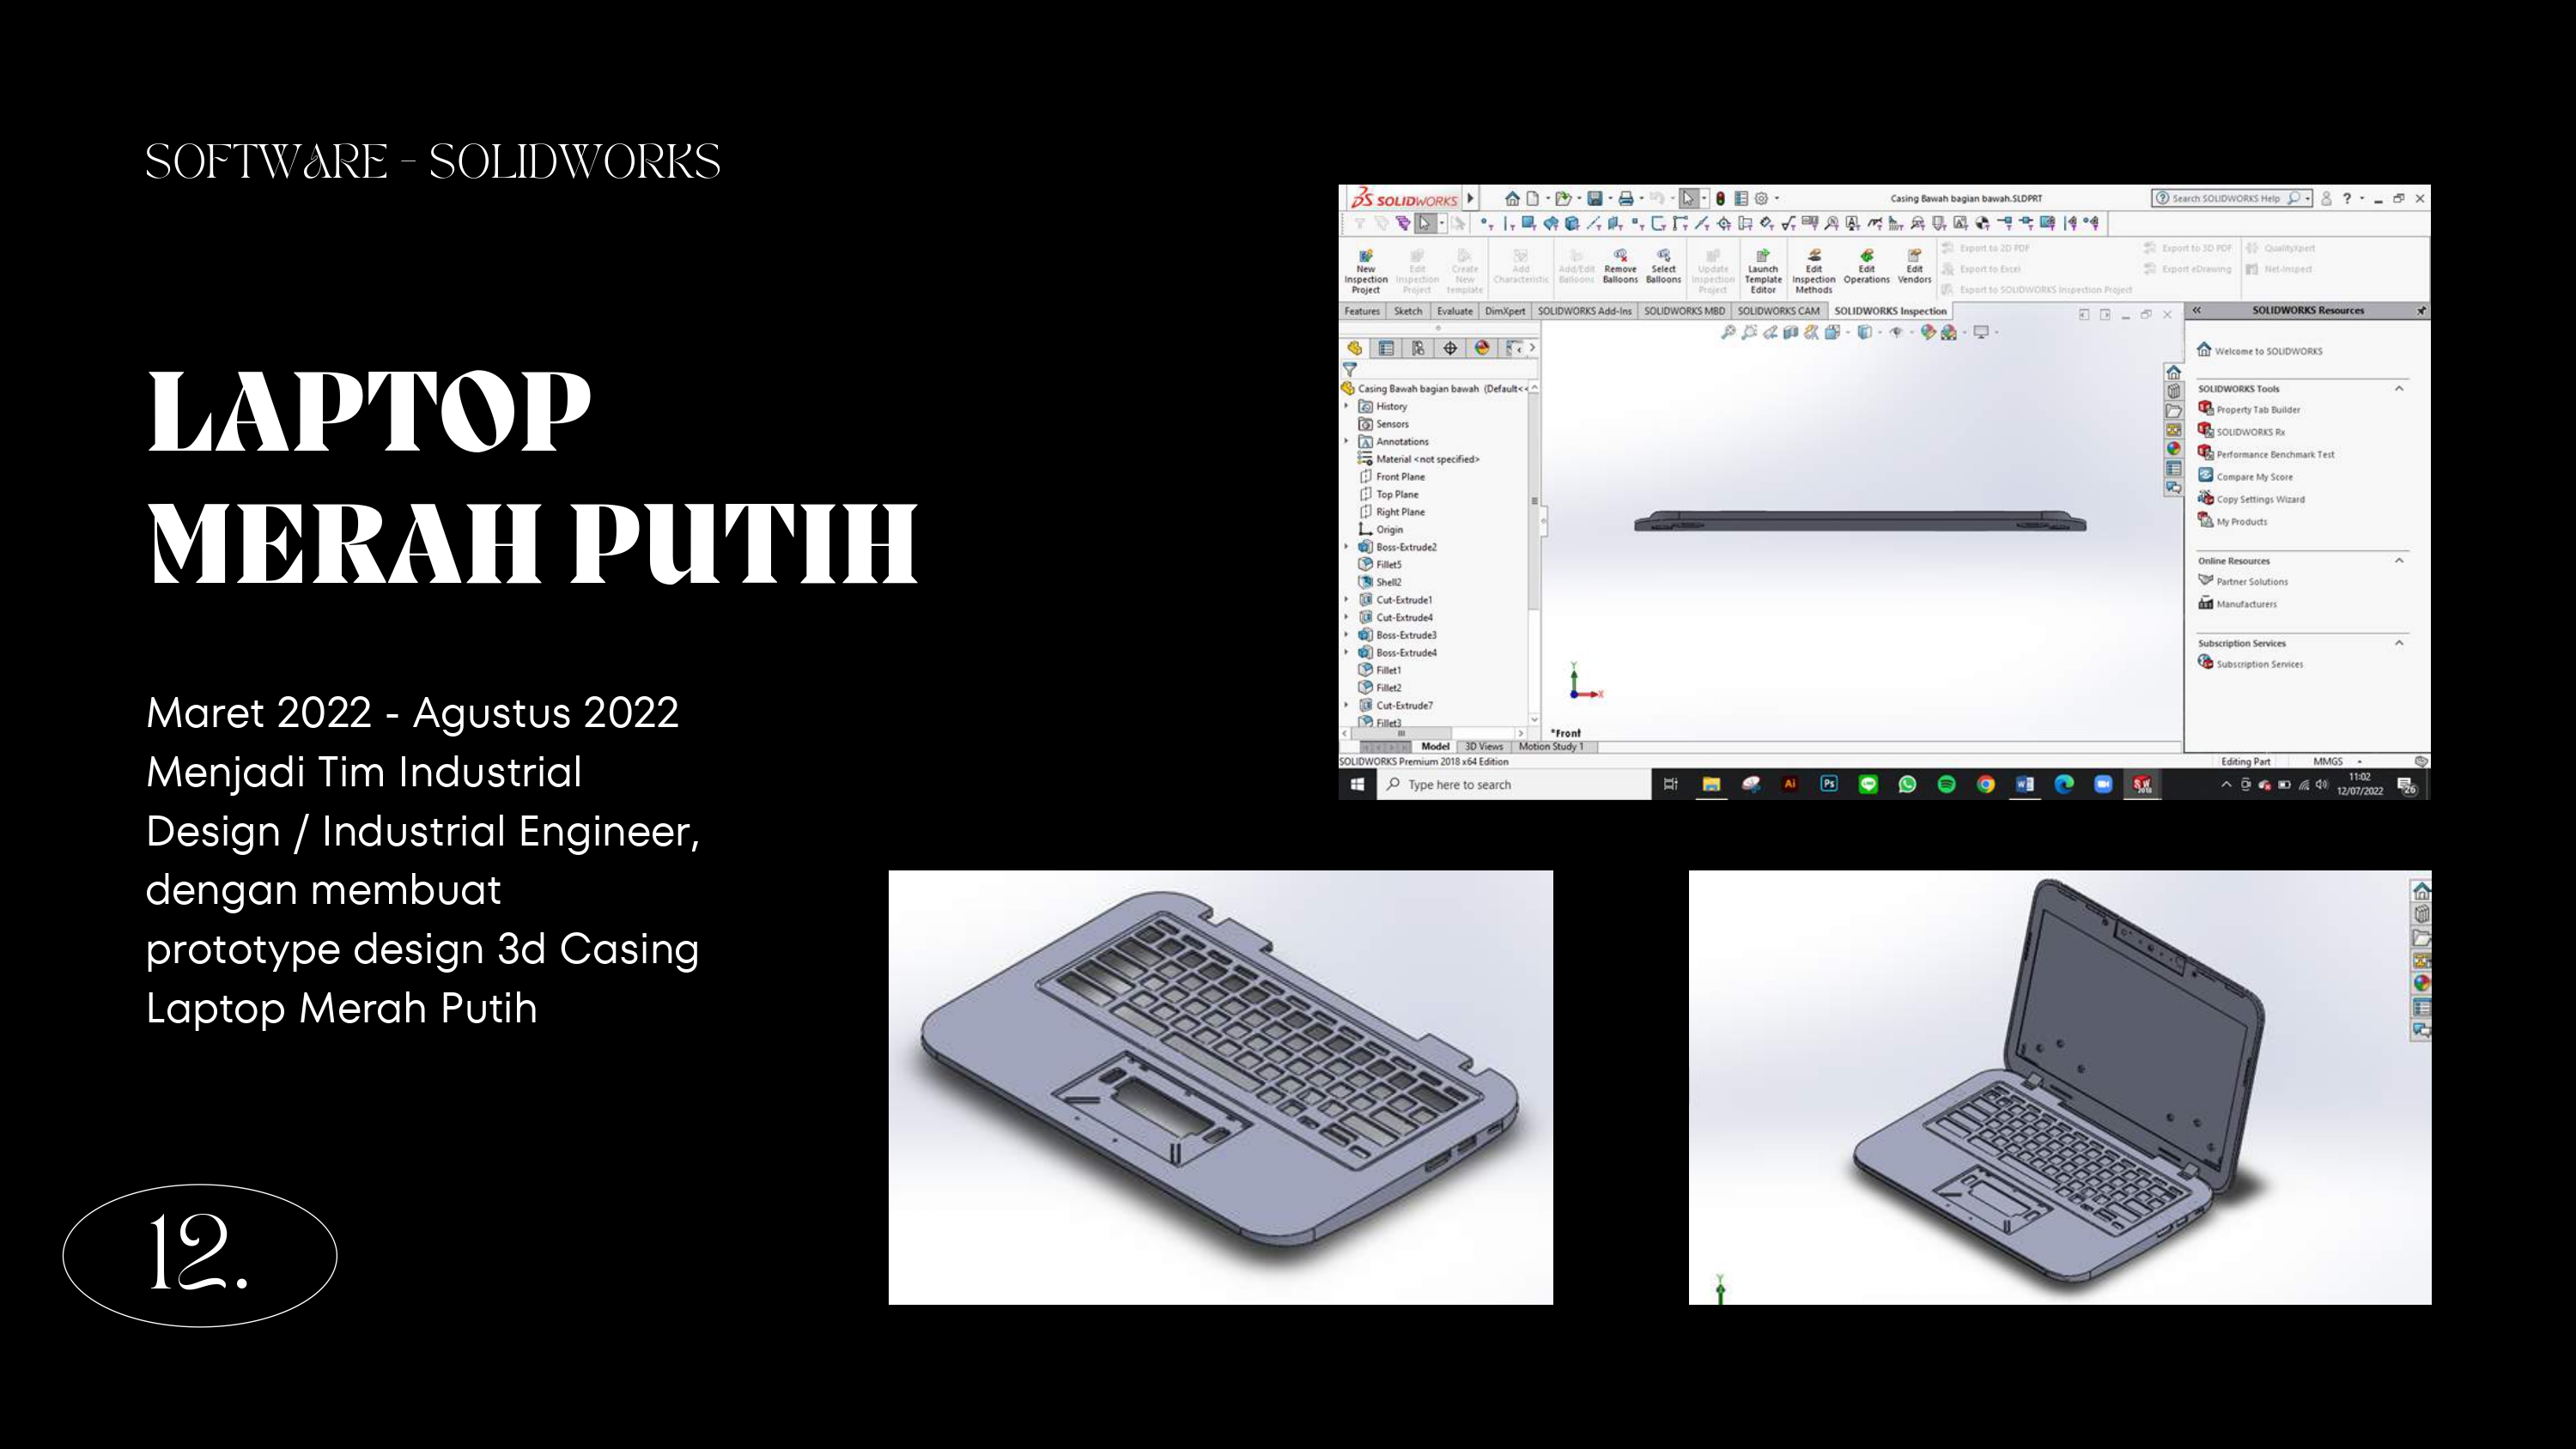 SOFTWARE - SOLIDWORKS
LAPTOP
MERAH PUTIH
Maret 2022 - Agustus 2022
Menjadi Tim Industrial
Design / Industrial Engineer,
dengan membuat
prototype design 3d Casing
Laptop Merah Putih
12.
SOLIDWORKS
Casing Bawah bagian bawah.SLDPRT
Search SOLIDWORKS Help
New Inspection Project
Edit Inspection Project
Create New template
Add Characteristic
Add/Edit Balloons
Remove Balloons
Select Balloons
Update Inspection Project
Launch Template Editor
Edit Inspection Methods
Edit Operations
Edit Vendors
Export to 2D PDF
Export to Excel
Export to SOLIDWORKS Inspection Project
Export to 3D PDF
Export eDrawing
QualityXpert
Net-Inspect
Features Sketch Evaluate DimXpert SOLIDWORKS Add-Ins SOLIDWORKS MBD SOLIDWORKS CAM SOLIDWORKS Inspection
Casing Bawah bagian bawah (Default<<
History
Sensors
Annotations
Material <not specified>
Front Plane
Top Plane
Right Plane
Origin
Boss-Extrude2
Fillet5
Shell2
Cut-Extrude1
Cut-Extrude4
Boss-Extrude3
Boss-Extrude4
Fillet1
Fillet2
Cut-Extrude7
Fillet3
Y
X
*Front
SOLIDWORKS Resources
Welcome to SOLIDWORKS
SOLIDWORKS Tools
Property Tab Builder
SOLIDWORKS Rx
Performance Benchmark Test
Compare My Score
Copy Settings Wizard
My Products
Online Resources
Partner Solutions
Manufacturers
Subscription Services
Subscription Services
Model 3D Views Motion Study 1
SOLIDWORKS Premium 2018 x64 Edition
Editing Part MMGS
Type here to search
Ai
Ps
11:02
12/07/2022
26
Y